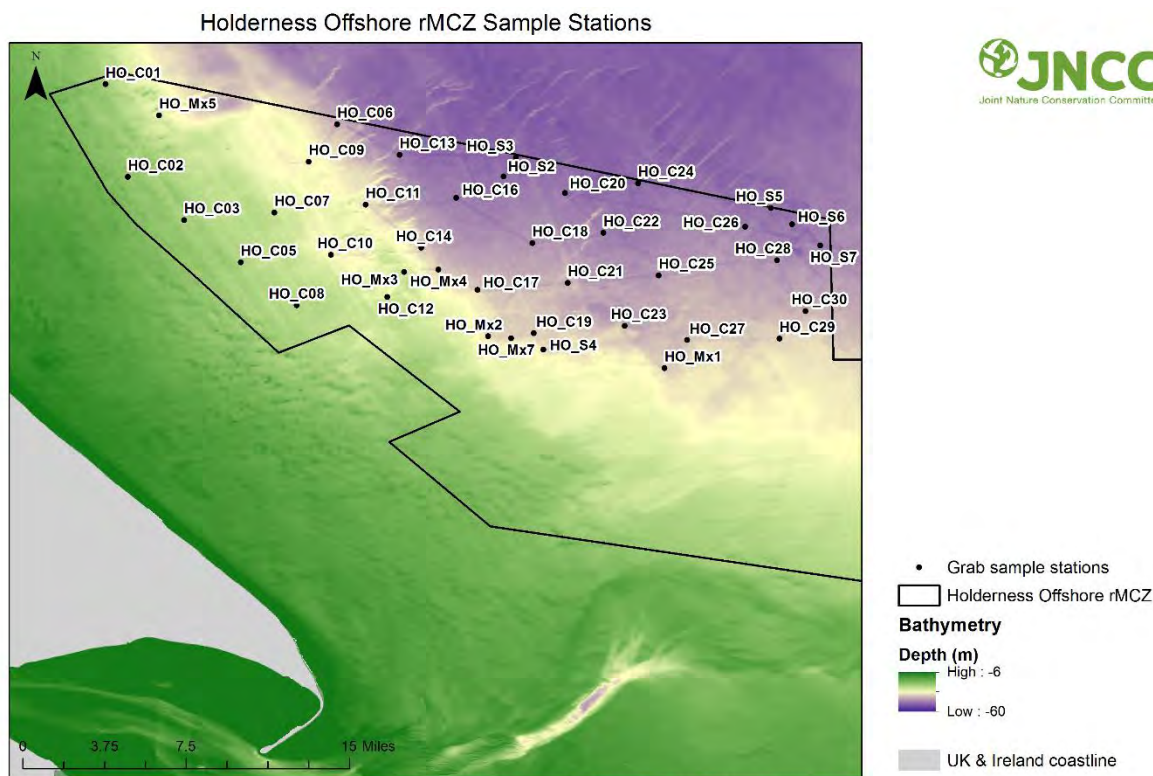 Holderness Offshore rMCZ Sample Stations
JNCC
Joint Nature Conservation Committe
N
HO_C01
HO_Mx5
HO_C06
HO_C13
HO_S3
HO_C09
HO_S2
HO_C24
HO_C02
HO_C20
HO_C11
HO_C16
HO_S5
HO_C03
HO_C07
HO_C26
HO_S6
HO_C22
HO_C14
HO_C18
HO_C05
HO_C10
HO_C28
HO_S7
HO_Mx3
HO_Mx4
HO_C17
HO_C21
HO_C25
HO_C08
HO_C12
HO_C30
HO_Mx2
HO_C19
HO_C23
HO_C27
HO_C29
HO_Mx7
HO_S4
HO_Mx1
Grab sample stations
Holderness Offshore rMCZ
Bathymetry
Depth (m)
High : -6
Low : -60
UK & Ireland coastline
0 3.75 7.5 15 Miles